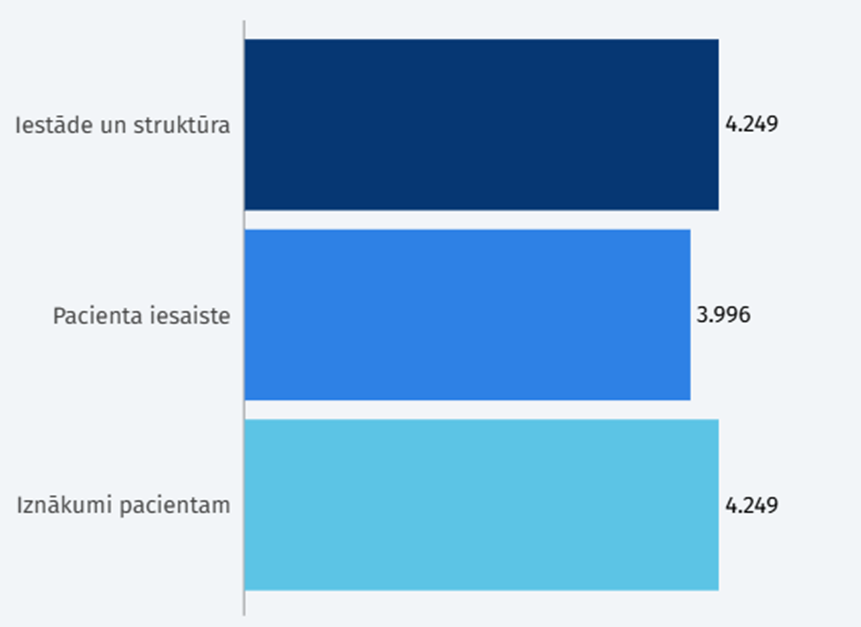 Iestāde un struktūra 4.249
Pacienta iesaiste 3.996
Iznākumi pacientam 4.249